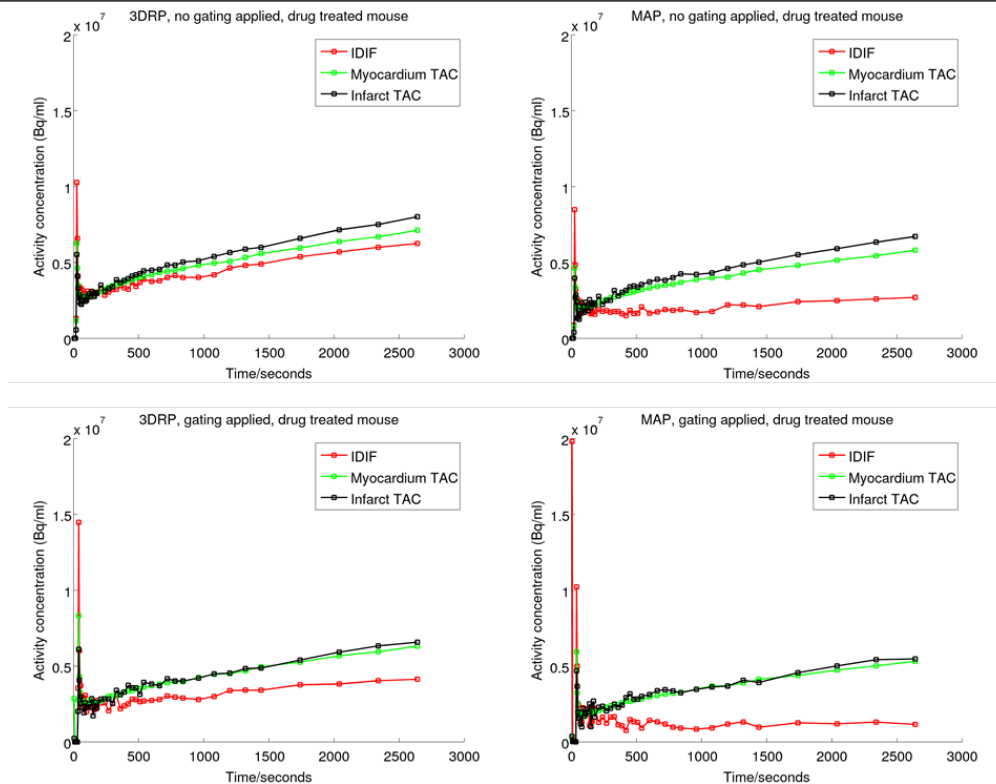 3DRP, no gating applied, drug treated mouse
x 10^7
2
1.5
1
0.5
0
Activity concentration (Bq/ml)
IDIF
Myocardium TAC
Infarct TAC
0 500 1000 1500 2000 2500 3000
Time/seconds
MAP, no gating applied, drug treated mouse
x 10^7
2
1.5
1
0.5
0
Activity concentration (Bq/ml)
IDIF
Myocardium TAC
Infarct TAC
0 500 1000 1500 2000 2500 3000
Time/seconds
3DRP, gating applied, drug treated mouse
x 10^7
2
1.5
1
0.5
0
Activity concentration (Bq/ml)
IDIF
Myocardium TAC
Infarct TAC
0 500 1000 1500 2000 2500 3000
Time/seconds
MAP, gating applied, drug treated mouse
x 10^7
2
1.5
1
0.5
0
Activity concentration (Bq/ml)
IDIF
Myocardium TAC
Infarct TAC
0 500 1000 1500 2000 2500 3000
Time/seconds